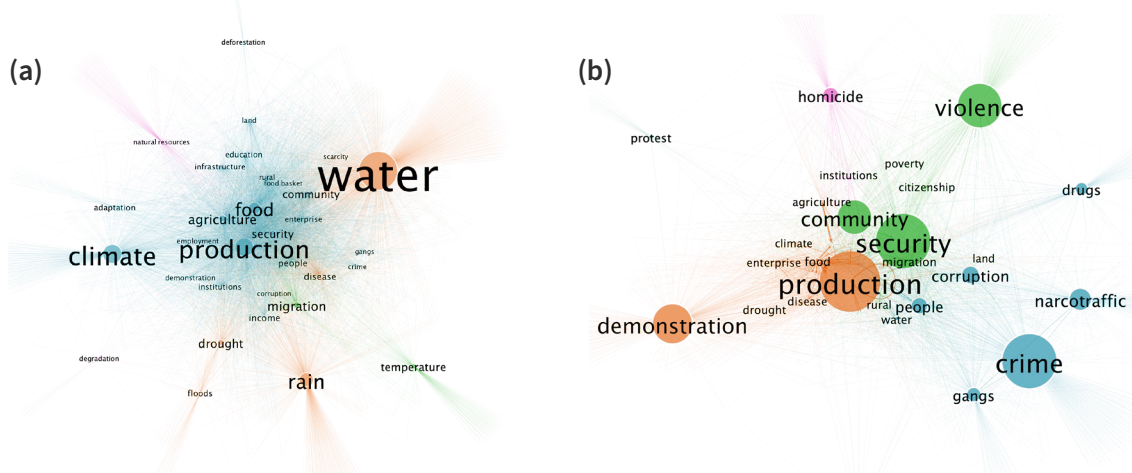 (a)
deforestation
land
natural resources
education
scarcity
infrastructure
rural
food basker
water
community
adaptation
food
agriculture
enterprise
security
employment
production
climate
gangs
people
crime
demonstration
disease
institutions
corruption
migration
income
drought
degradation
temperature
rain
floods
(b)
homicide
violence
protest
poverty
institutions
citizenship
drugs
agriculture
community
climate
security
land
enterprise
food
migration
corruption
production
disease
rural
people
narcotraffic
drought
water
demonstration
crime
gangs